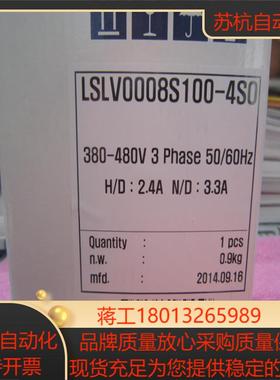 苏杭自动
LSLV0008S100-4SO
380-480V 3 Phase 50/60Hz
H/D : 2.4A N/D : 3.3A
Quantity : 1 pcs
n.w. : 0.9kg
mfd. 2014.09.16
自动化 蒋工18013265989
开票 品牌质量放心采购质量
现货充足为您提供稳定的